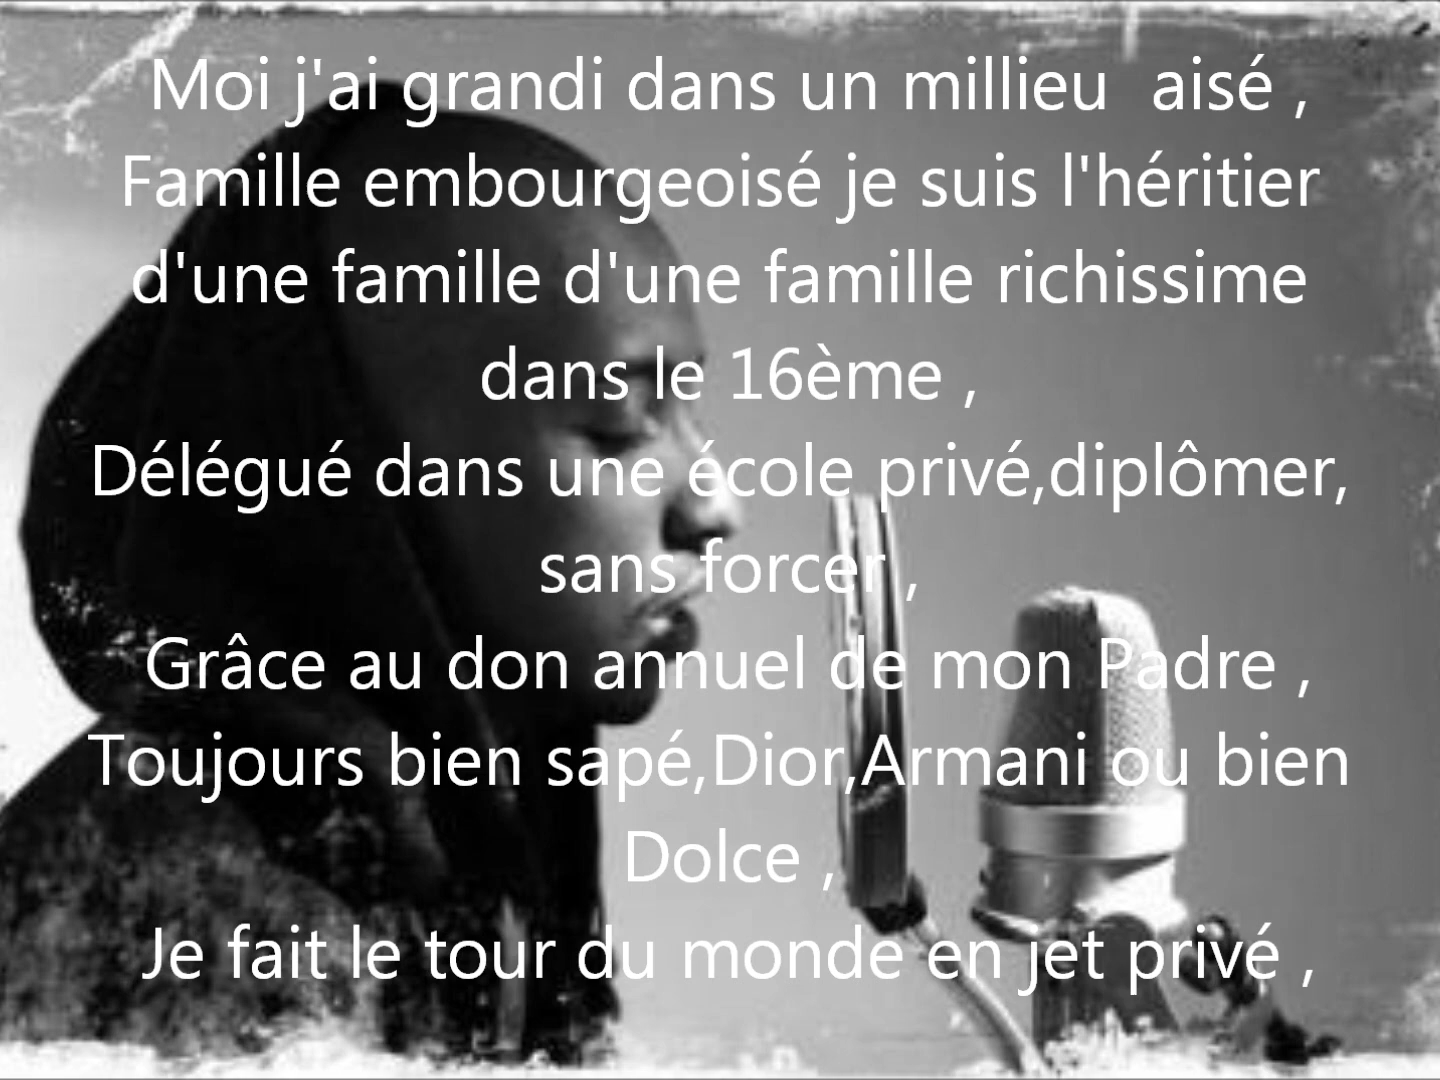 Moi j'ai grandi dans un millieu  aisé ,
Famille embourgeoisé je suis l'héritier
d'une famille d'une famille richissime
dans le 16ème ,
Délégué dans une école privé,diplômer,
sans forcer ,
Grâce au don annuel de mon Padre ,
Toujours bien sapé,Dior,Armani ou bien
Dolce ,
Je fait le tour du monde en jet privé ,